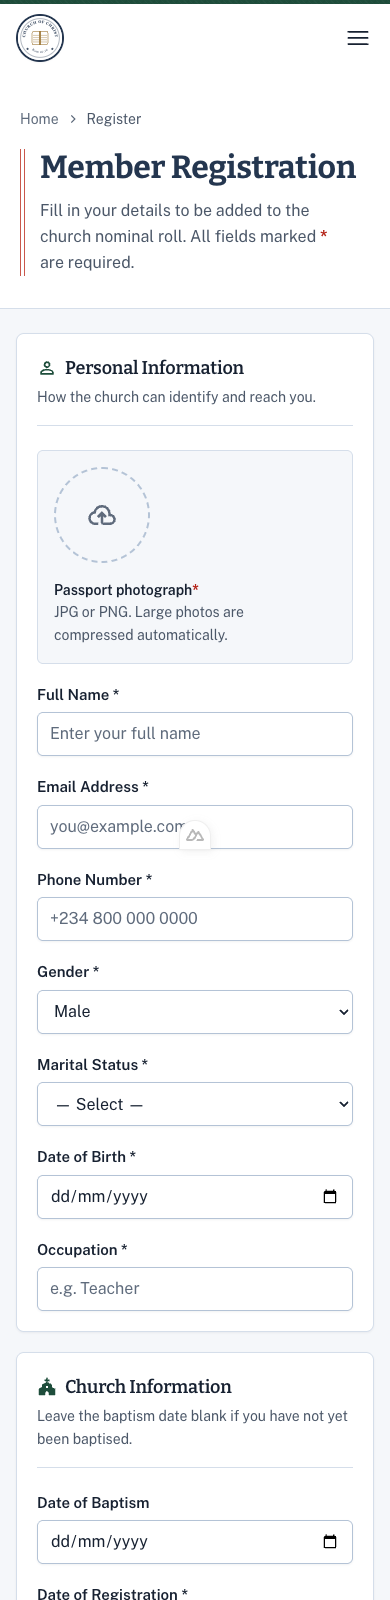 CHURCH OF CHRIST
Home > Register
Member Registration
Fill in your details to be added to the
church nominal roll. All fields marked *
are required.
Personal Information
How the church can identify and reach you.
Passport photograph*
JPG or PNG. Large photos are
compressed automatically.
Full Name *
Enter your full name
Email Address *
you@example.com
Phone Number *
+234 800 000 0000
Gender *
Male
Marital Status *
— Select —
Date of Birth *
dd/mm/yyyy
Occupation *
e.g. Teacher
Church Information
Leave the baptism date blank if you have not yet
been baptised.
Date of Baptism
dd/mm/yyyy
Date of Registration *